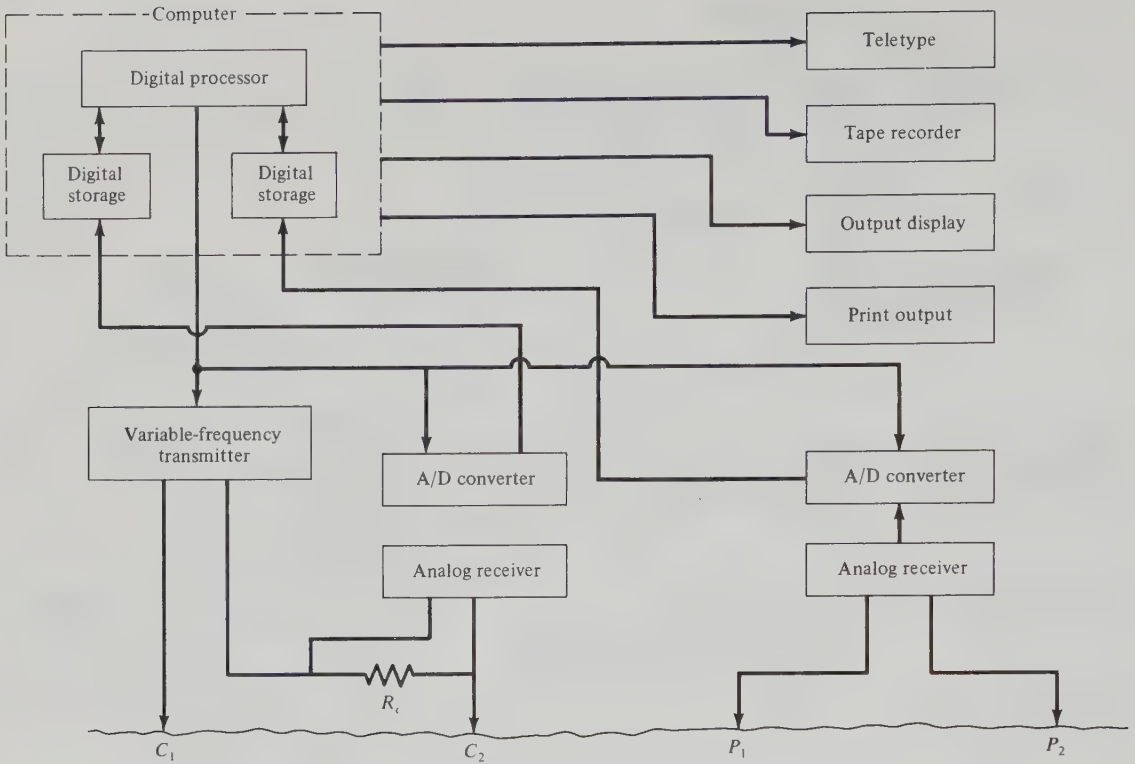 Computer
Teletype
Digital processor
Tape recorder
Digital
storage
Digital
storage
Output display
Print output
Variable-frequency
transmitter
A/D converter
A/D converter
Analog receiver
Analog receiver
Rc
C1
C2
P1
P2